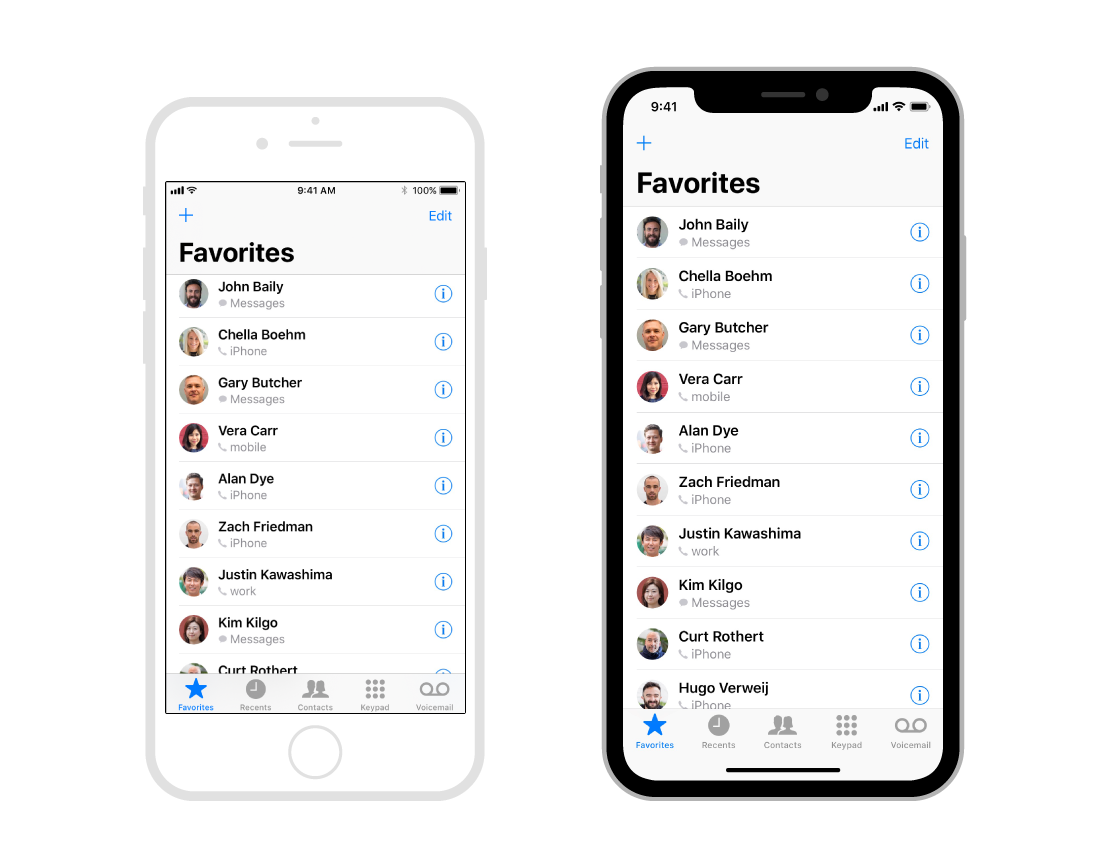 9:41 AM
100%
Edit
Favorites
John Baily
Messages
Chella Boehm
iPhone
Gary Butcher
Messages
Vera Carr
mobile
Alan Dye
iPhone
Zach Friedman
iPhone
Justin Kawashima
work
Kim Kilgo
Messages
Curt Rothert
Favorites
Recents
Contacts
Keypad
Voicemail
9:41
Edit
Favorites
John Baily
Messages
Chella Boehm
iPhone
Gary Butcher
Messages
Vera Carr
mobile
Alan Dye
iPhone
Zach Friedman
iPhone
Justin Kawashima
work
Kim Kilgo
Messages
Curt Rothert
iPhone
Hugo Verweij
iPhone
Favorites
Recents
Contacts
Keypad
Voicemail